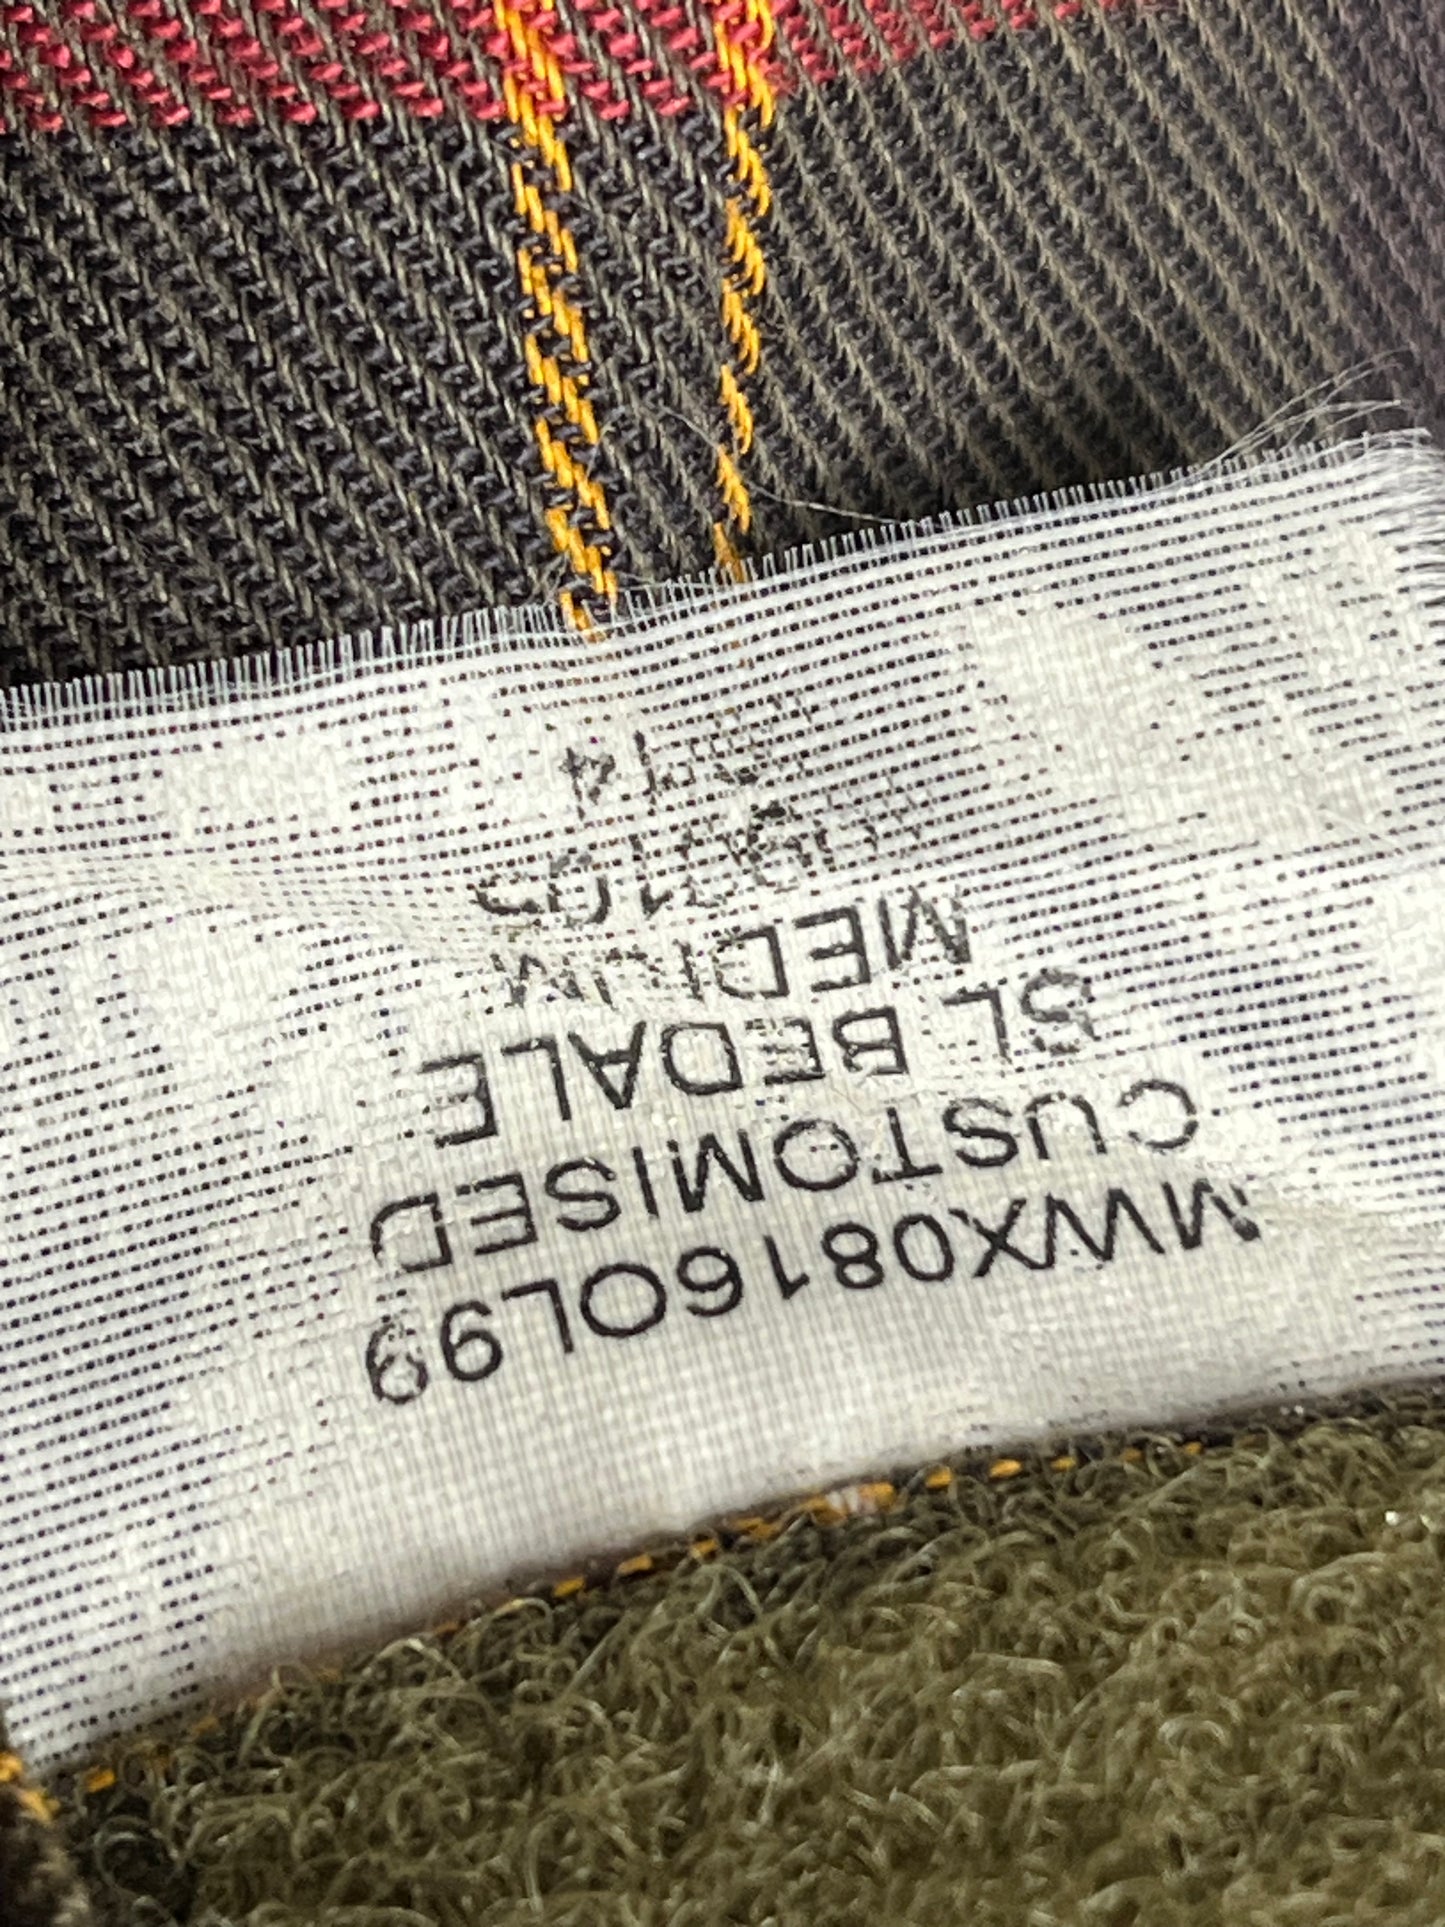 MWX0816OL99
CUSTOMISED
SL BEDALE
MEDIUM